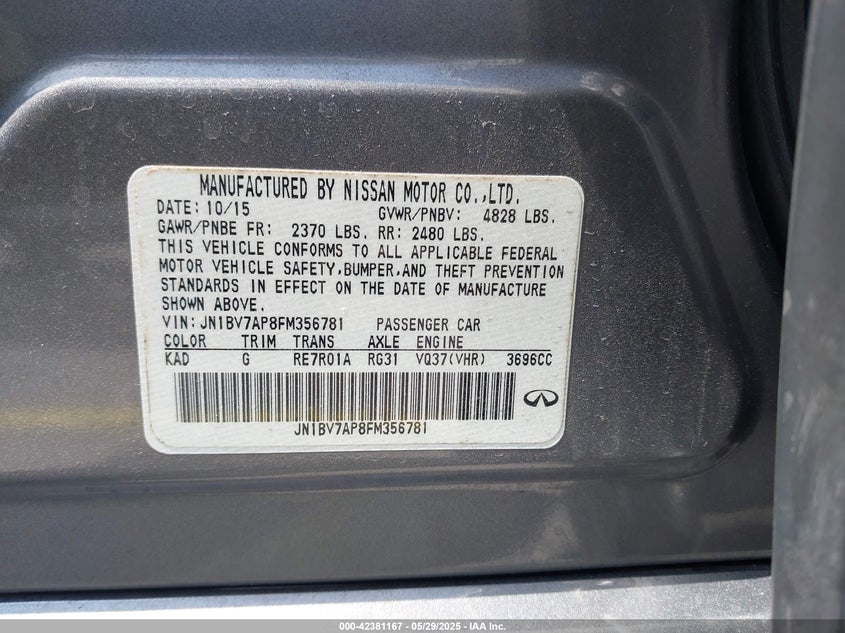 MANUFACTURED BY NISSAN MOTOR CO.,LTD.
DATE: 10/15 GVWR/PNBV: 4828 LBS.
GAWR/PNBE FR: 2370 LBS. RR: 2480 LBS.
THIS VEHICLE CONFORMS TO ALL APPLICABLE FEDERAL
MOTOR VEHICLE SAFETY,BUMPER,AND THEFT PREVENTION
STANDARDS IN EFFECT ON THE DATE OF MANUFACTURE
SHOWN ABOVE.
VIN:JN1BV7AP8FM356781 PASSENGER CAR
COLOR TRIM TRANS AXLE ENGINE
KAD G RE7R01A RG31 VQ37(VHR) 3696CC
JN1BV7AP8FM356781
000-42381167 — 05/29/2025 — IAA Inc.